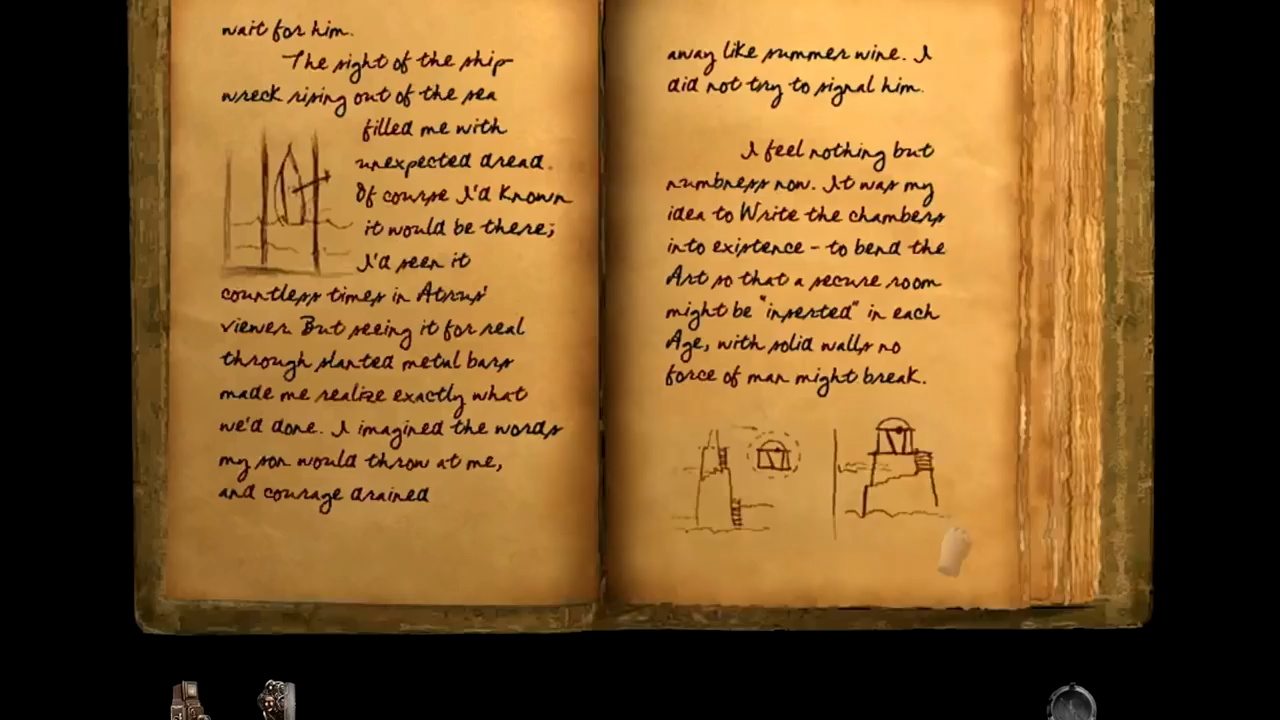 wait for him.
The sight of the ship-
wreck rising out of the sea
filled me with
unexpected dread.
Of course I'd known
it would be there;
I'd seen it
countless times in Atrus'
viewer. But seeing it for real
through slanted metal bars
made me realize exactly what
we'd done. I imagined the words
my son would throw at me,
and courage drained
away like summer wine. I
did not try to signal him.
I feel nothing but
numbness now. It was my
idea to Write the chambers
into existence - to bend the
Art so that a secure room
might be "inserted" in each
Age, with solid walls no
force of man might break.